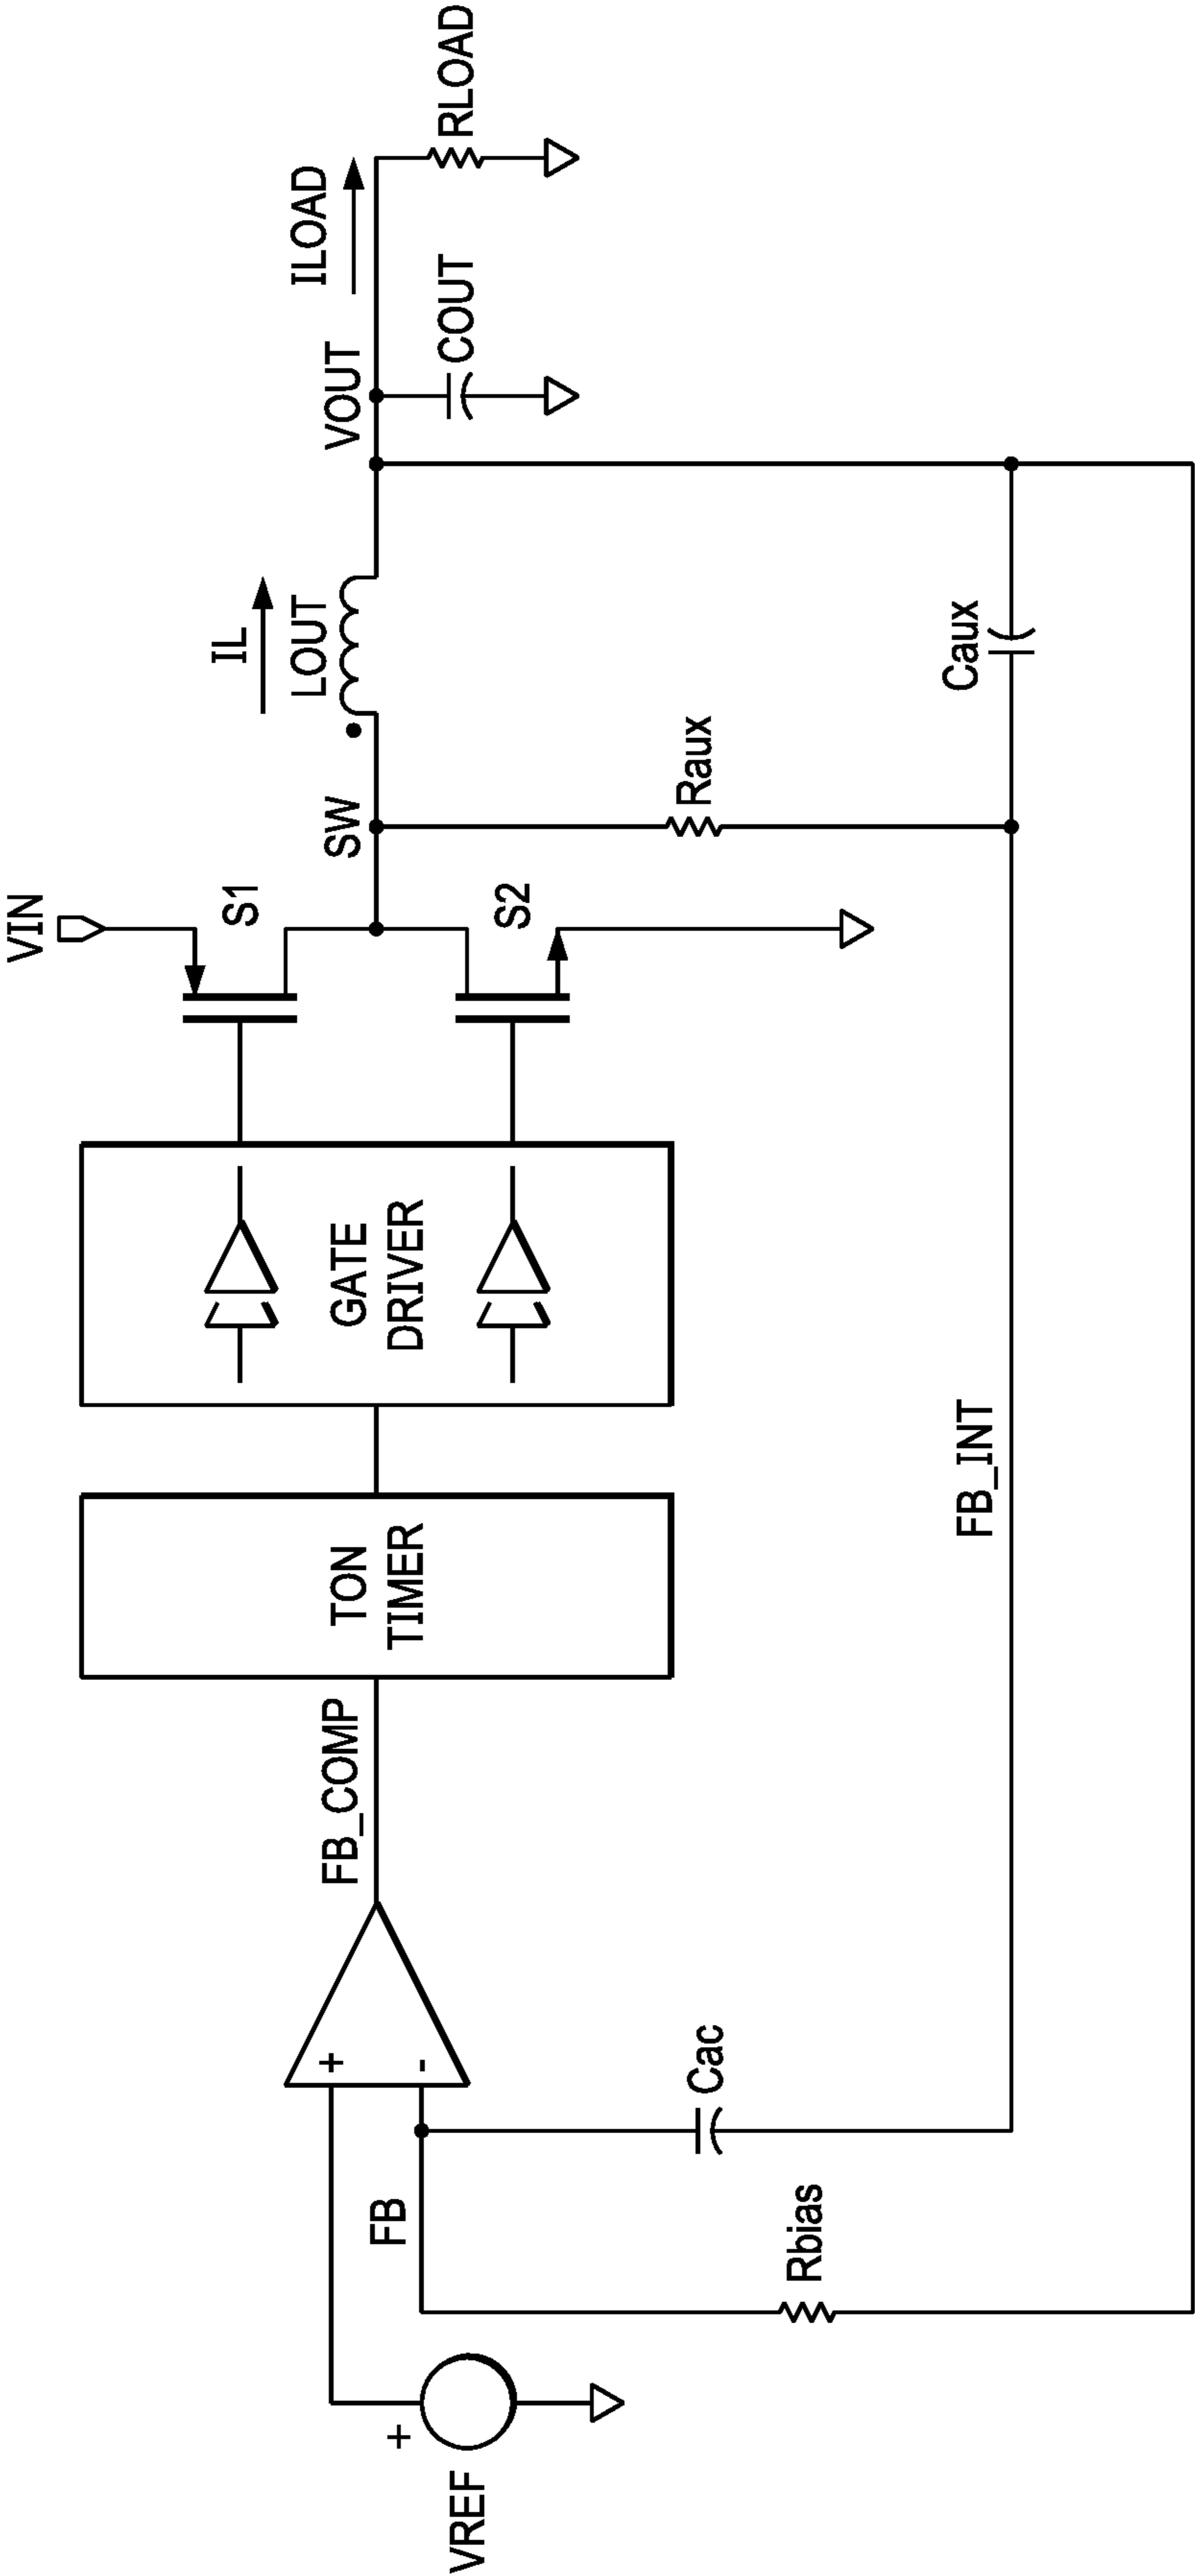 VREF
+
FB
Rbias
Cac
+
-
FB_COMP
TON
TIMER
GATE
DRIVER
VIN
S1
S2
SW
IL
LOUT
VOUT
ILOAD
COUT
RLOAD
Raux
Caux
FB_INT